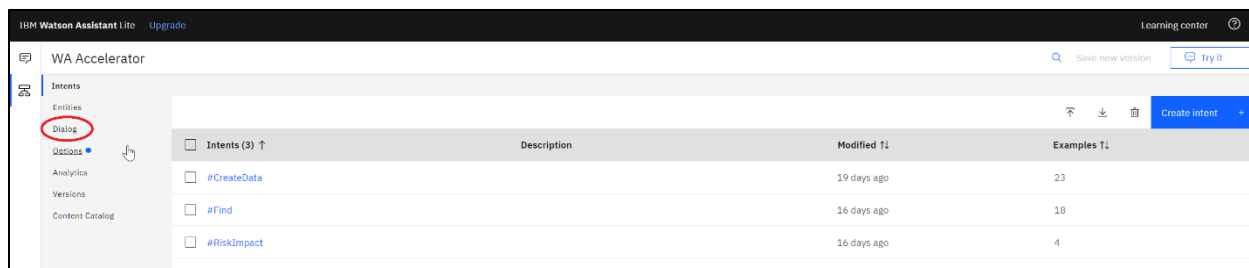 IBM Watson Assistant Lite Upgrade Learning center
WA Accelerator Save new version Try it
Intents
Entities
Dialog
Options
Analytics
Versions
Content Catalog
Create intent +
Intents (3) ↑ Description Modified ↑↓ Examples ↑↓
#CreateData 19 days ago 23
#Find 16 days ago 18
#RiskImpact 16 days ago 4